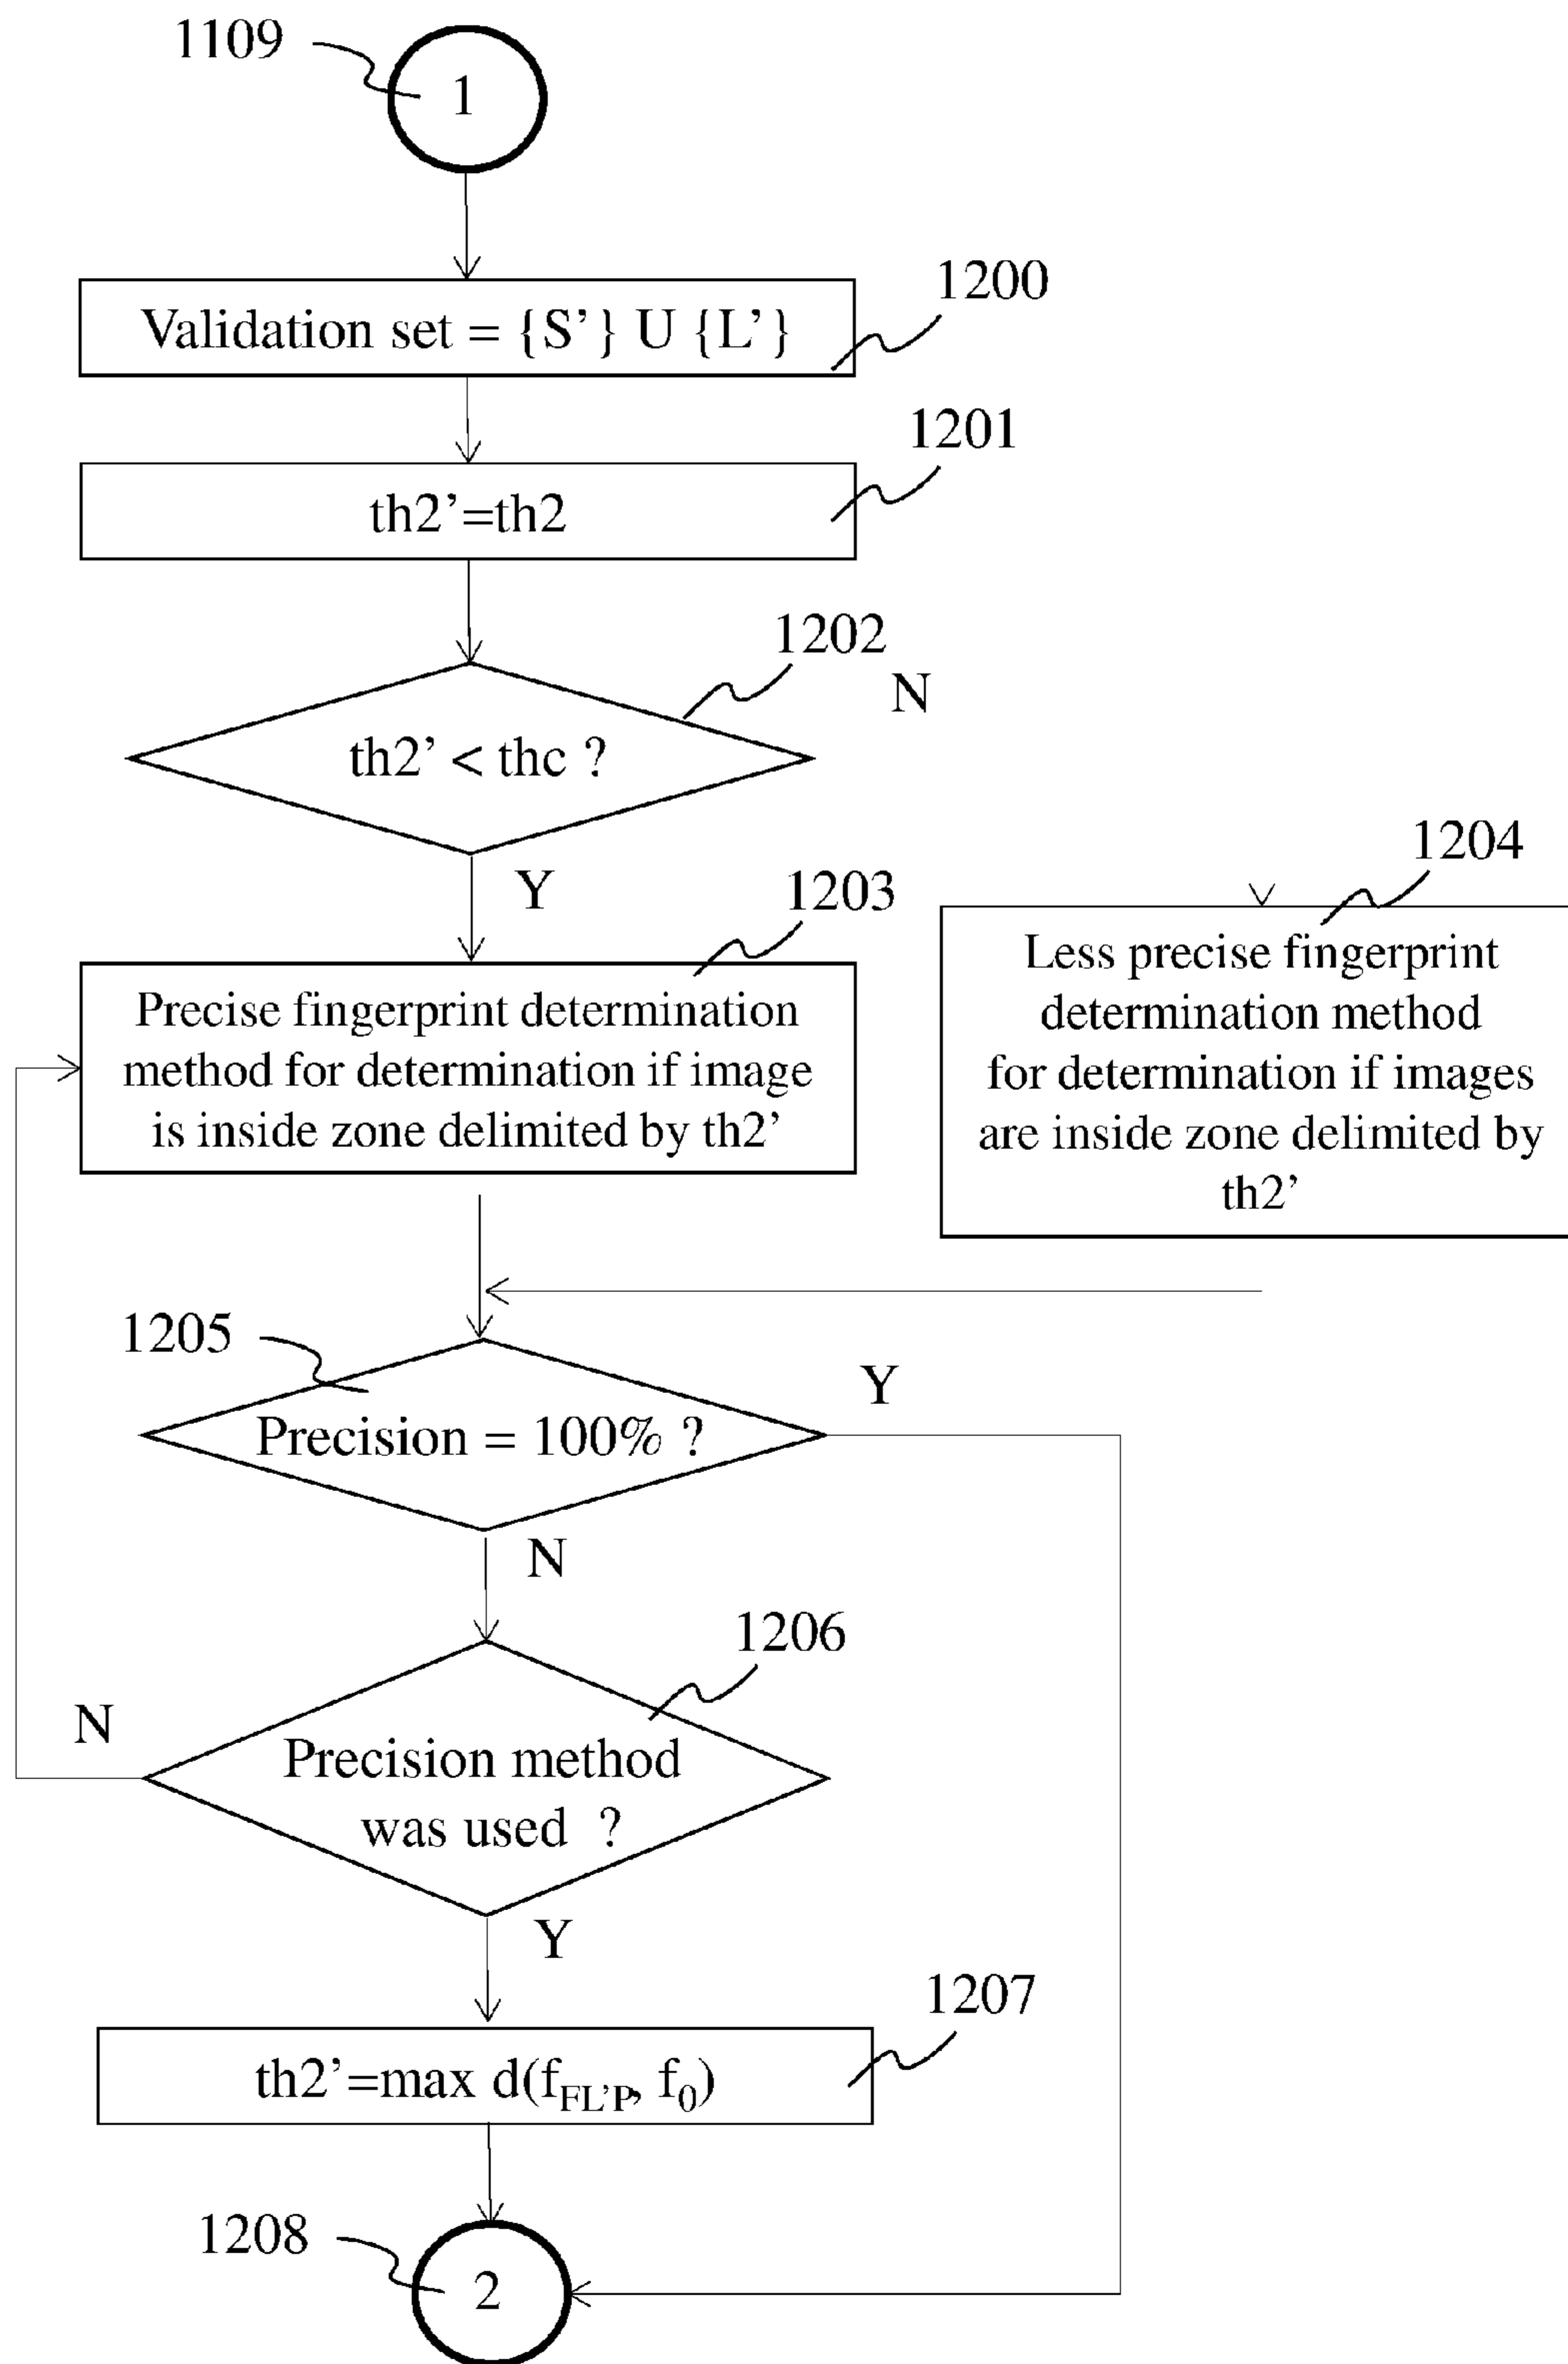 1109
1
1200
Validation set = {S’} U {L’}
1201
th2’=th2
1202
N
th2’ < thc ?
Y
1203
1204
Precise fingerprint determination
method for determination if image
is inside zone delimited by th2’
Less precise fingerprint
determination method
for determination if images
are inside zone delimited by
th2’
1205
Y
Precision = 100% ?
N
1206
N
Precision method
was used ?
Y
1207
th2’=max d(f_FL’P, f_0)
1208
2